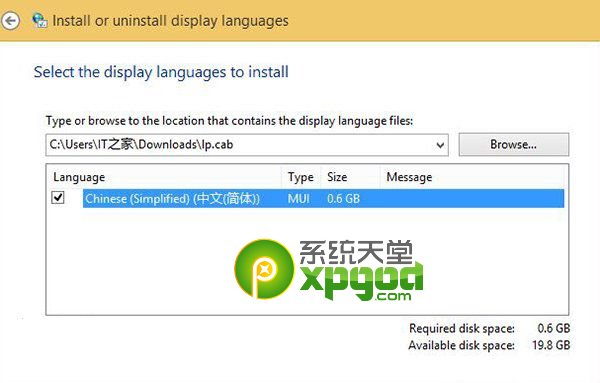 Install or uninstall display languages
Select the display languages to install
Type or browse to the location that contains the display language files:
C:\Users\IT之家\Downloads\lp.cab
Browse...
Language Type Size Message
Chinese (Simplified) (中文(简体)) MUI 0.6 GB
系统天堂
xpgod
.com
Required disk space: 0.6 GB
Available disk space: 19.8 GB